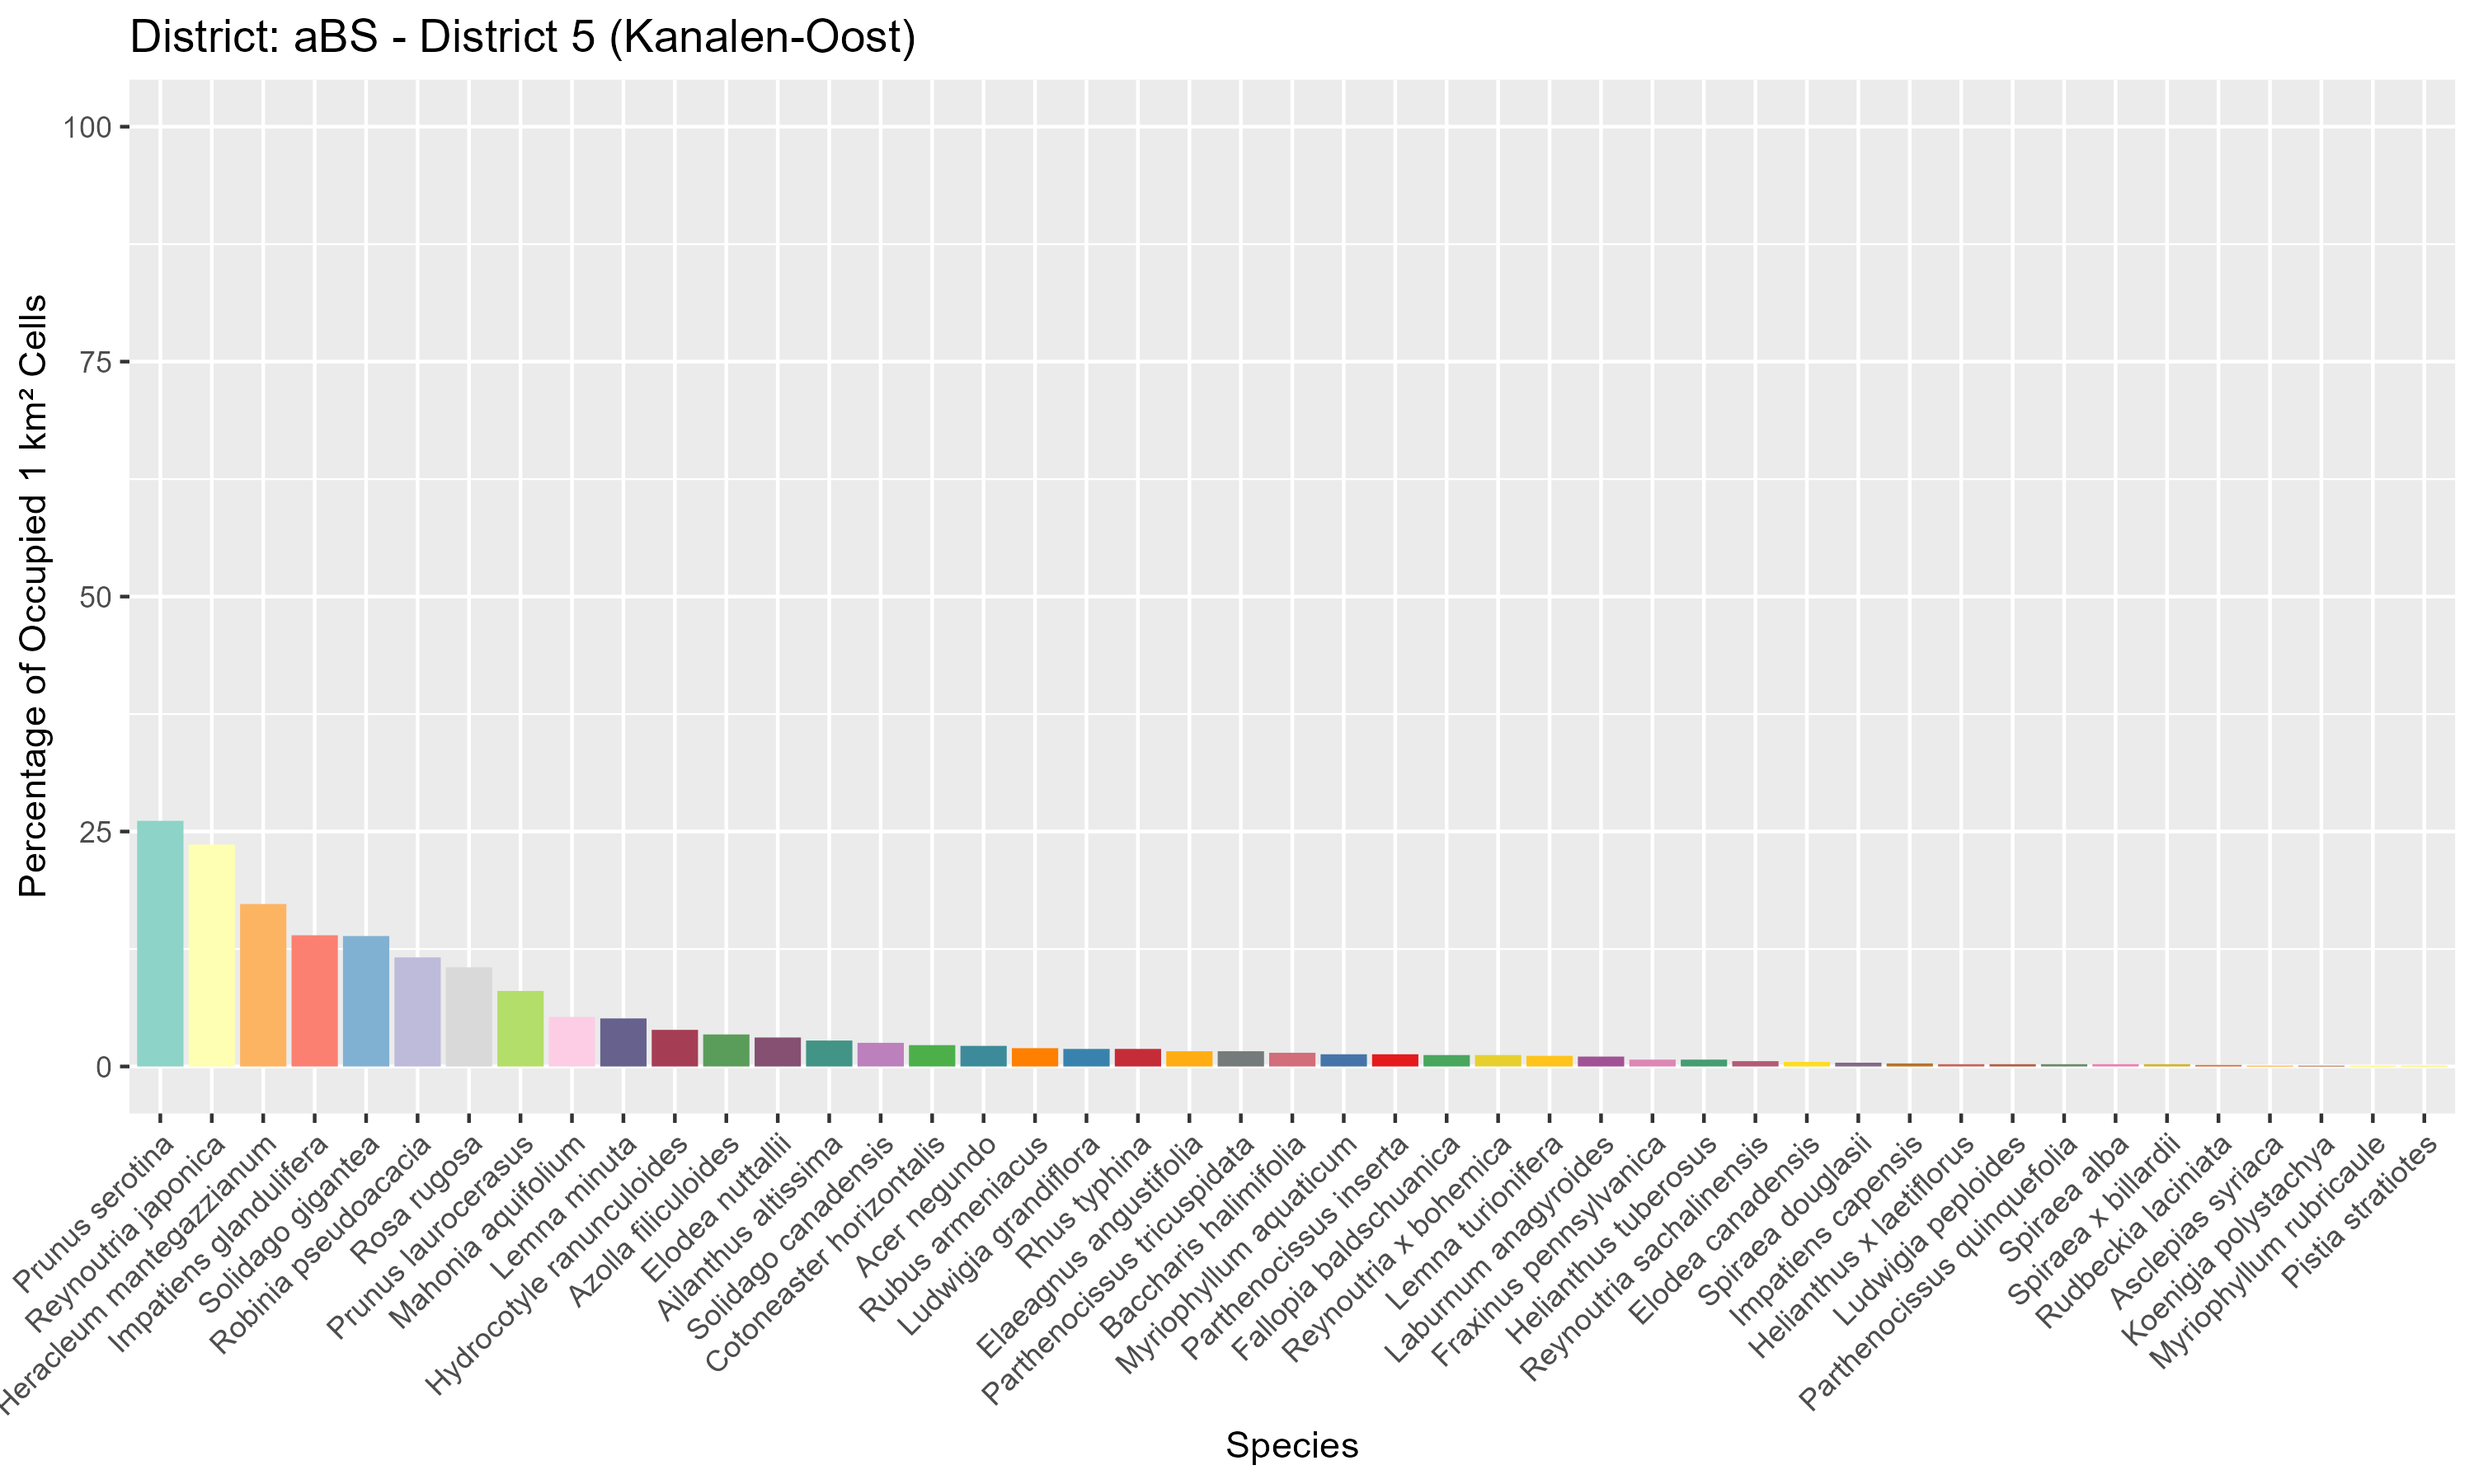 District: aBS - District 5 (Kanalen-Oost)
Percentage of Occupied 1 km² Cells
100
75
50
25
0
Prunus serotina
Reynoutria japonica
Heracleum mantegazzianum
Impatiens glandulifera
Solidago gigantea
Robinia pseudoacacia
Rosa rugosa
Prunus laurocerasus
Mahonia aquifolium
Lemna minuta
Hydrocotyle ranunculoides
Azolla filiculoides
Elodea nuttallii
Ailanthus altissima
Solidago canadensis
Cotoneaster horizontalis
Acer negundo
Rubus armeniacus
Ludwigia grandiflora
Rhus typhina
Elaeagnus angustifolia
Parthenocissus tricuspidata
Baccharis halimifolia
Myriophyllum aquaticum
Parthenocissus inserta
Fallopia baldschuanica
Reynoutria x bohemica
Lemna turionifera
Laburnum anagyroides
Fraxinus pennsylvanica
Helianthus tuberosus
Reynoutria sachalinensis
Elodea canadensis
Spiraea douglasii
Impatiens capensis
Helianthus x laetiflorus
Ludwigia peploides
Parthenocissus quinquefolia
Spiraea alba
Spiraea x billardii
Rudbeckia laciniata
Asclepias syriaca
Koenigia polystachya
Myriophyllum rubricaule
Pistia stratiotes
Species